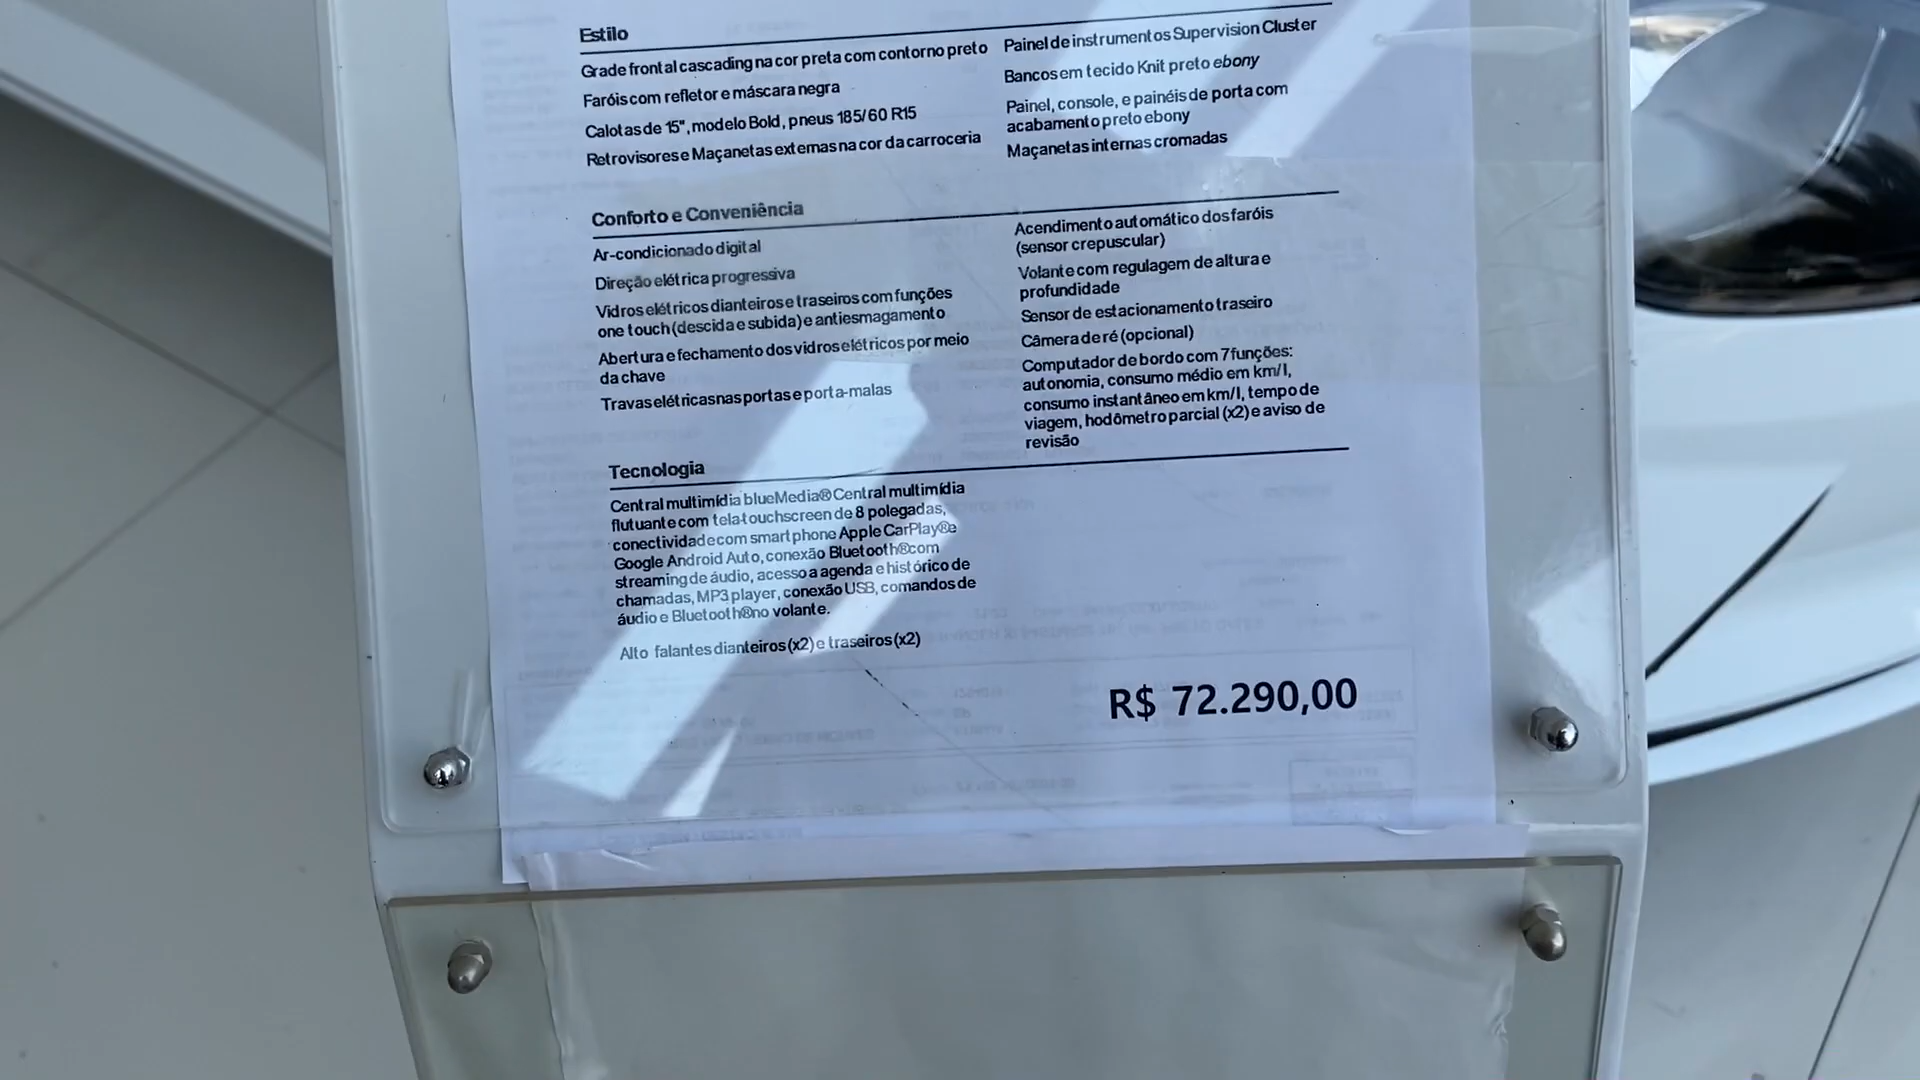 Estilo
Grade frontal cascading na cor preta com contorno preto
Faróis com refletor e máscara negra
Calotas de 15", modelo Bold, pneus 185/60 R15
Retrovisores e Maçanetas externas na cor da carroceria
Painel de instrumentos Supervision Cluster
Bancos em tecido Knit preto ebony
Painel, console, e painéis de porta com
acabamento preto ebony
Maçanetas internas cromadas
Conforto e Conveniência
Ar-condicionado digital
Direção elétrica progressiva
Vidros elétricos dianteiros e traseiros com funções
one touch (descida e subida) e antiesmagamento
Abertura e fechamento dos vidros elétricos por meio
da chave
Travas elétricas nas portas e porta-malas
Acendimento automático dos faróis
(sensor crepuscular)
Volante com regulagem de altura e
profundidade
Sensor de estacionamento traseiro
Câmera de ré (opcional)
Computador de bordo com 7 funções:
autonomia, consumo médio em km/l,
consumo instantâneo em km/l, tempo de
viagem, hodômetro parcial (x2) e aviso de
revisão
Tecnologia
Central multimídia blueMedia® Central multimídia
flutuante com tela touchscreen de 8 polegadas,
conectividade com smartphone Apple CarPlay® e
Google Android Auto, conexão Bluetooth® com
streaming de áudio, acesso a agenda e histórico de
chamadas, MP3 player, conexão USB, comandos de
áudio e Bluetooth® no volante.
Alto falantes dianteiros (x2) e traseiros (x2)
R$ 72.290,00